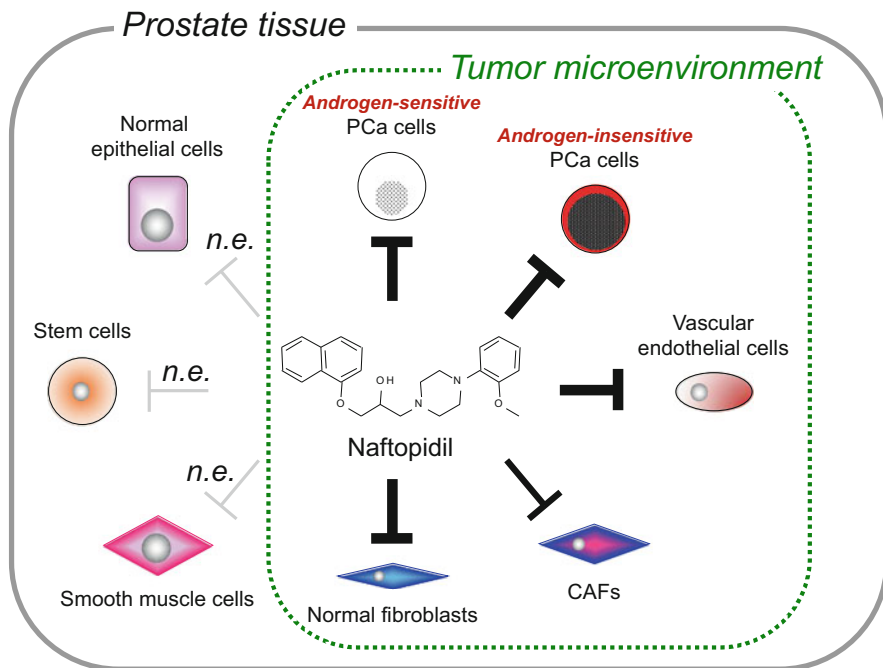 Prostate tissue
Tumor microenvironment
Androgen-sensitive
PCa cells
Androgen-insensitive
PCa cells
Normal
epithelial cells
n.e.
Stem cells
n.e.
Vascular
endothelial cells
OH
N
O
N
O
Naftopidil
n.e.
Smooth muscle cells
Normal fibroblasts
CAFs